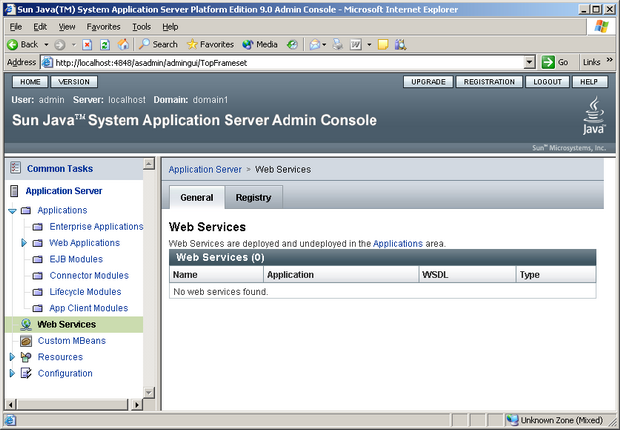 Sun Java(TM) System Application Server Platform Edition 9.0 Admin Console - Microsoft Internet Explorer
File Edit View Favorites Tools Help
Back Search Favorites Media
Address http://localhost:4848/asadmin/admingui/TopFrameset Go Links »
HOME VERSION UPGRADE REGISTRATION LOGOUT HELP
User: admin Server: localhost Domain: domain1
Sun Java™ System Application Server Admin Console
Java™
Sun™ Microsystems, Inc.
Common Tasks
Application Server
Applications
Enterprise Applications
Web Applications
EJB Modules
Connector Modules
Lifecycle Modules
App Client Modules
Web Services
Custom MBeans
Resources
Configuration
Application Server > Web Services
General Registry
Web Services
Web Services are deployed and undeployed in the Applications area.
Web Services (0)
Name Application WSDL Type
No web services found.
Unknown Zone (Mixed)